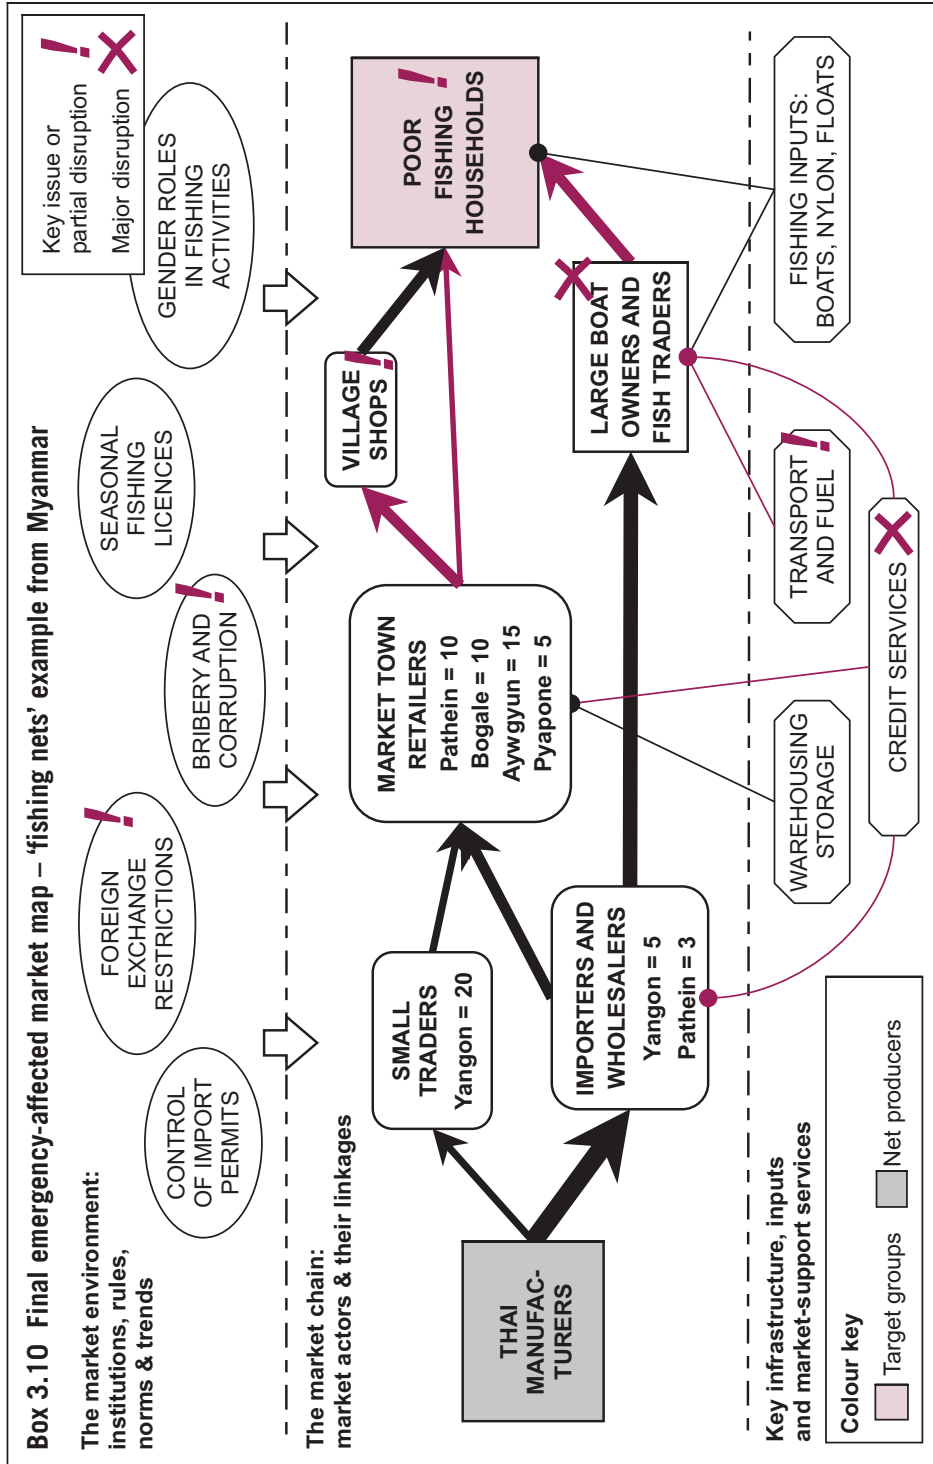 Box 3.10 Final emergency-affected market map – ‘fishing nets’ example from Myanmar
The market environment:
institutions, rules,
norms & trends
CONTROL
OF IMPORT
PERMITS
FOREIGN
EXCHANGE
RESTRICTIONS
!
BRIBERY AND
CORRUPTION
!
SEASONAL
FISHING
LICENCES
GENDER ROLES
IN FISHING
ACTIVITIES
Key issue or
partial disruption
!
Major disruption
The market chain:
market actors & their linkages
THAI
MANUFAC-
TURERS
SMALL
TRADERS
Yangon = 20
IMPORTERS AND
WHOLESALERS
Yangon = 5
Pathein = 3
MARKET TOWN
RETAILERS
Pathein = 10
Bogale = 10
Aywgyun = 15
Pyapone = 5
VILLAGE
SHOPS
!
LARGE BOAT
OWNERS AND
FISH TRADERS
POOR
FISHING
HOUSEHOLDS
!
Key infrastructure, inputs
and market-support services
WAREHOUSING
STORAGE
TRANSPORT
AND FUEL
!
FISHING INPUTS:
BOATS, NYLON, FLOATS
CREDIT SERVICES
Colour key
Target groups
Net producers